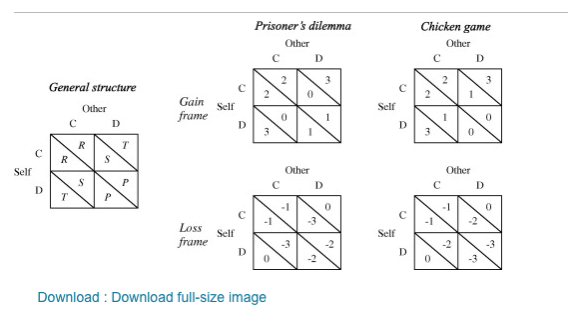 Prisoner's dilemma Chicken game
Other Other
C D C D
General structure
Other
C D
Gain frame
Self C 2 2 0 3
D 3 0 1 1
Self C 2 2 1 3
D 3 1 0 0
Self C R R S T
D T S P P
Other Other
C D C D
Loss frame
Self C -1 -1 -3 0
D 0 -3 -2 -2
Self C -1 -1 -2 0
D 0 -2 -3 -3
Download : Download full-size image